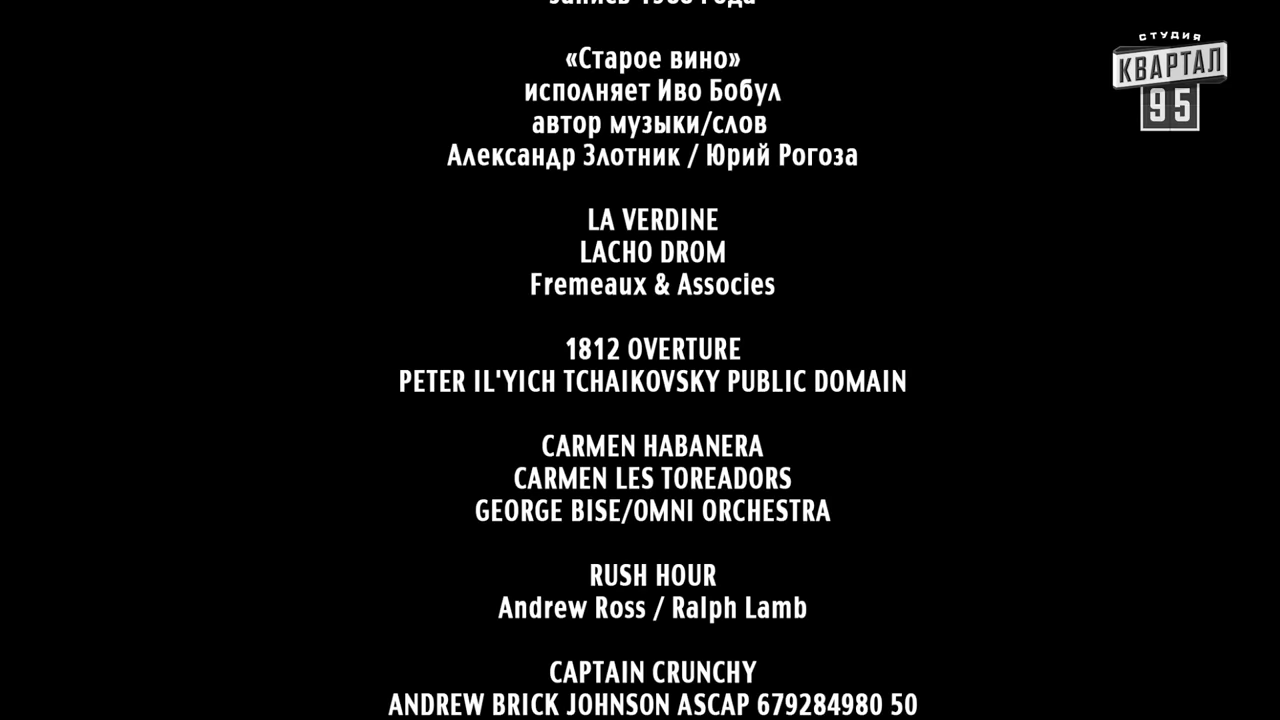 «Старое вино»
исполняет Иво Бобул
автор музыки/слов
Александр Злотник / Юрий Рогоза
LA VERDINE
LACHO DROM
Fremeaux & Associes
1812 OVERTURE
PETER IL'YICH TCHAIKOVSKY PUBLIC DOMAIN
CARMEN HABANERA
CARMEN LES TOREADORS
GEORGE BISE/OMNI ORCHESTRA
RUSH HOUR
Andrew Ross / Ralph Lamb
CAPTAIN CRUNCHY
ANDREW BRICK JOHNSON ASCAP 679284980 50
СТУДИЯ
КВАРТАЛ
95